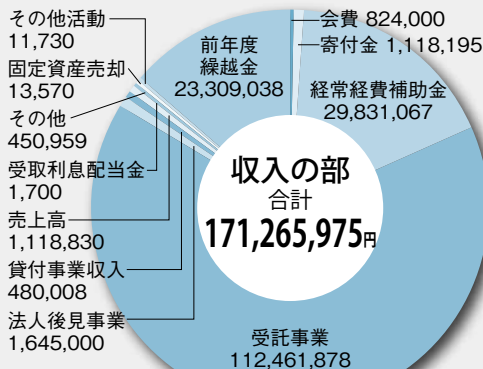 その他活動
11,730
固定資産売却
13,570
その他
450,959
受取利息配当金
1,700
売上高
1,118,830
貸付事業収入
480,008
法人後見事業
1,645,000
前年度
繰越金
23,309,038
会費 824,000
寄付金 1,118,195
経常経費補助金
29,831,067
収入の部
合計
171,265,975円
受託事業
112,461,878